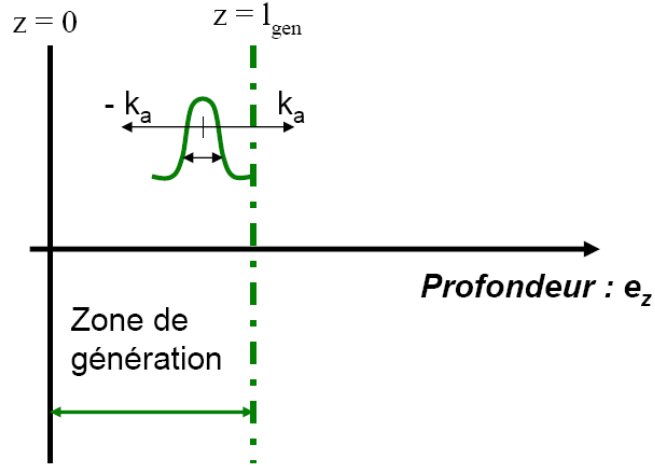 z = 0
z = l_gen
- k_a
k_a
Profondeur : e_z
Zone de
génération